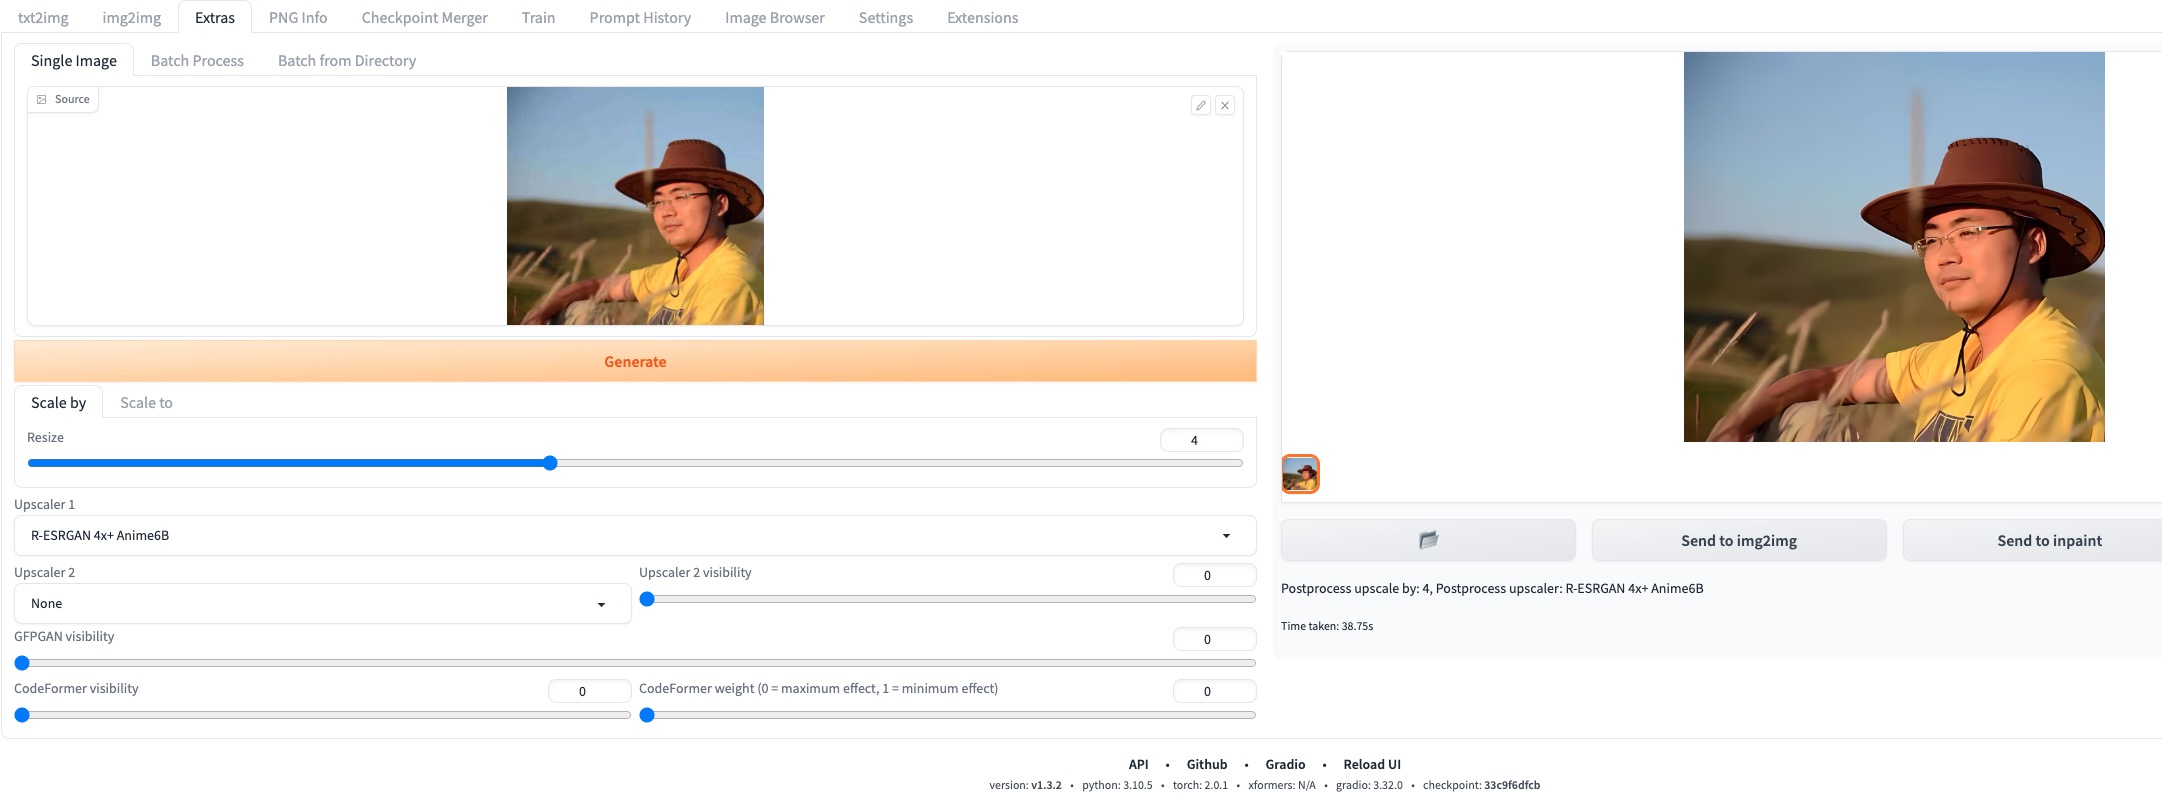 txt2img img2img Extras PNG Info Checkpoint Merger Train Prompt History Image Browser Settings Extensions
Single Image Batch Process Batch from Directory
Source
Generate
Scale by Scale to
Resize 4
Upscaler 1
R-ESRGAN 4x+ Anime6B
Upscaler 2 Upscaler 2 visibility 0
None
GFPGAN visibility 0
CodeFormer visibility 0 CodeFormer weight (0 = maximum effect, 1 = minimum effect) 0
Send to img2img Send to inpaint
Postprocess upscale by: 4, Postprocess upscaler: R-ESRGAN 4x+ Anime6B
Time taken: 38.75s
API • Github • Gradio • Reload UI
version: v1.3.2 • python: 3.10.5 • torch: 2.0.1 • xformers: N/A • gradio: 3.32.0 • checkpoint: 33c9f6dfcb